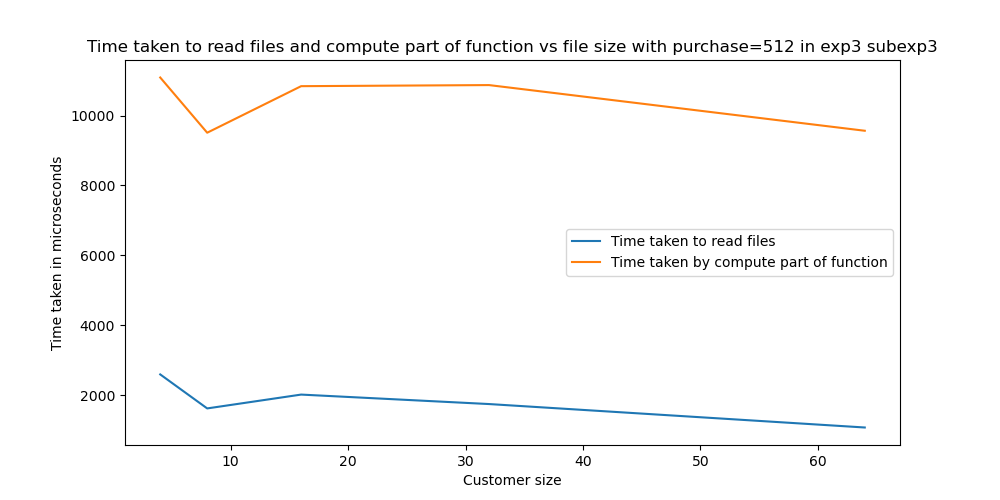 Time taken to read files and compute part of function vs file size with purchase=512 in exp3 subexp3
Time taken in microseconds
10000
8000
6000
4000
2000
Time taken to read files
Time taken by compute part of function
10
20
30
40
50
60
Customer size